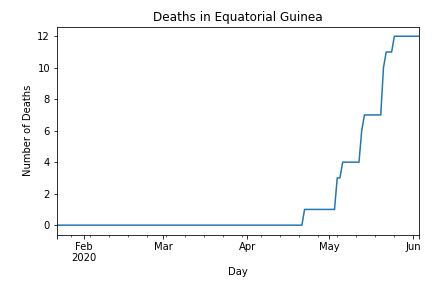 Deaths in Equatorial Guinea
Number of Deaths
12
10
8
6
4
2
0
Feb
2020
Mar
Apr
May
Jun
Day